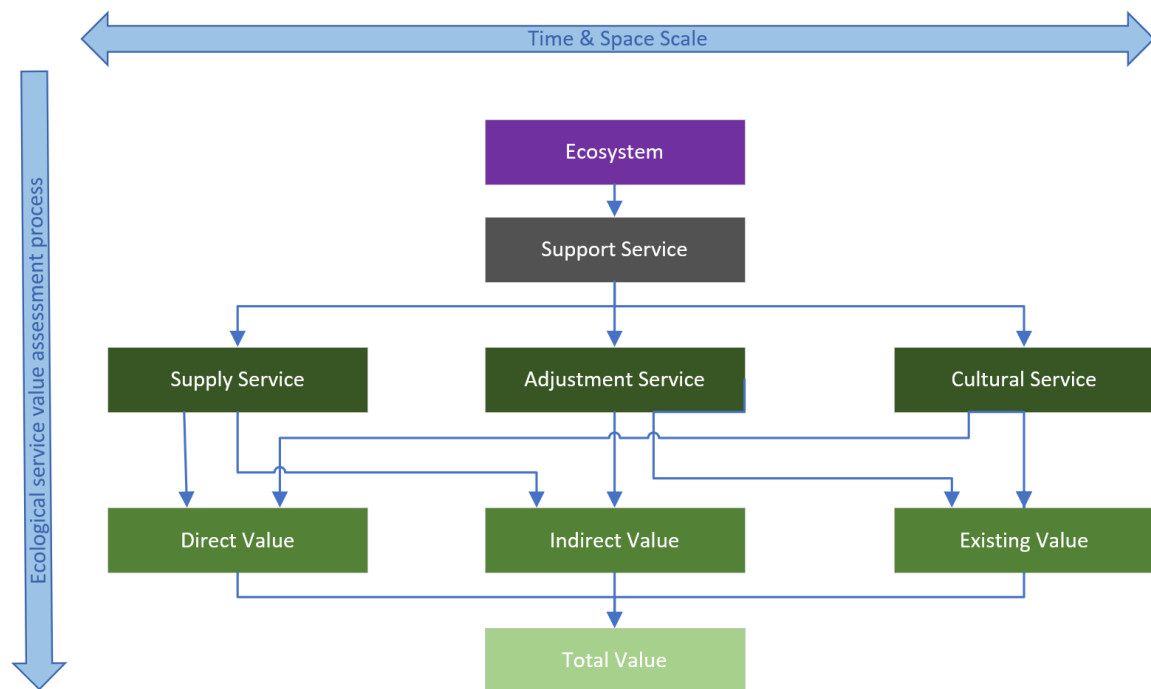 Time & Space Scale
Ecological service value assessment process
Ecosystem
Support Service
Supply Service
Adjustment Service
Cultural Service
Direct Value
Indirect Value
Existing Value
Total Value